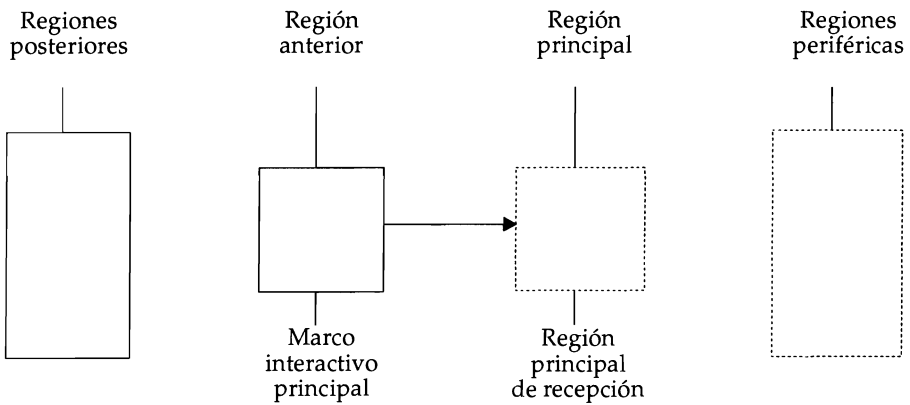 Regiones
posteriores
Región
anterior
Región
principal
Regiones
periféricas
Marco
interactivo
principal
Región
principal
de recepción